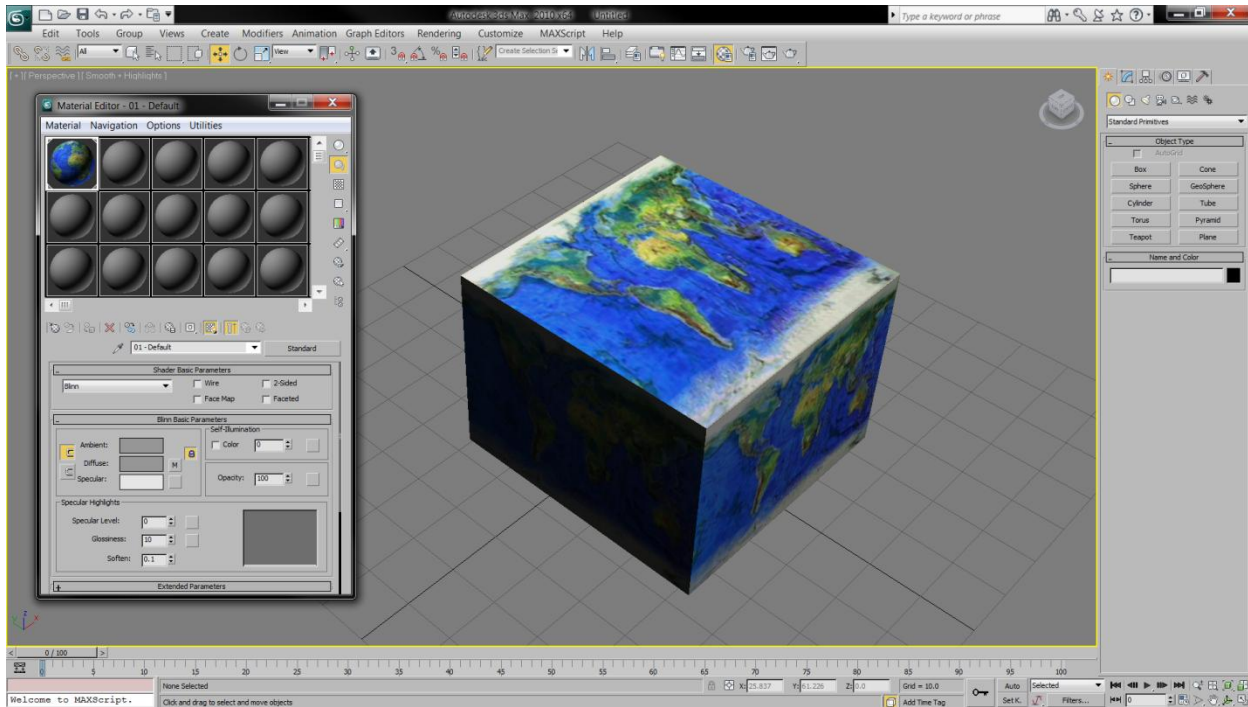 Autodesk 3ds Max 2010 x64 Untitled
Type a keyword or phrase
Edit Tools Group Views Create Modifiers Animation Graph Editors Rendering Customize MAXScript Help
All
View
3
Create Selection Se
[ + ][ Perspective ][ Smooth + Highlights ]
Material Editor - 01 - Default
Material Navigation Options Utilities
01 - Default
Standard
Shader Basic Parameters
Blinn
Wire
2-Sided
Face Map
Faceted
Blinn Basic Parameters
Self-Illumination
Ambient:
Color 0
Diffuse:
M
Specular:
Opacity: 100
Specular Highlights
Specular Level: 0
Glossiness: 10
Soften: 0.1
Extended Parameters
Standard Primitives
Object Type
AutoGrid
Box Cone
Sphere GeoSphere
Cylinder Tube
Torus Pyramid
Teapot Plane
Name and Color
z
x
0 / 100
0 5 10 15 20 25 30 35 40 45 50 55 60 65 70 75 80 85 90 95 100
None Selected
X: 25.837 Y: 61.226 Z: 0.0
Grid = 10.0
Auto Selected
Welcome to MAXScript.
Click and drag to select and move objects
Add Time Tag
Set K. Filters...
0